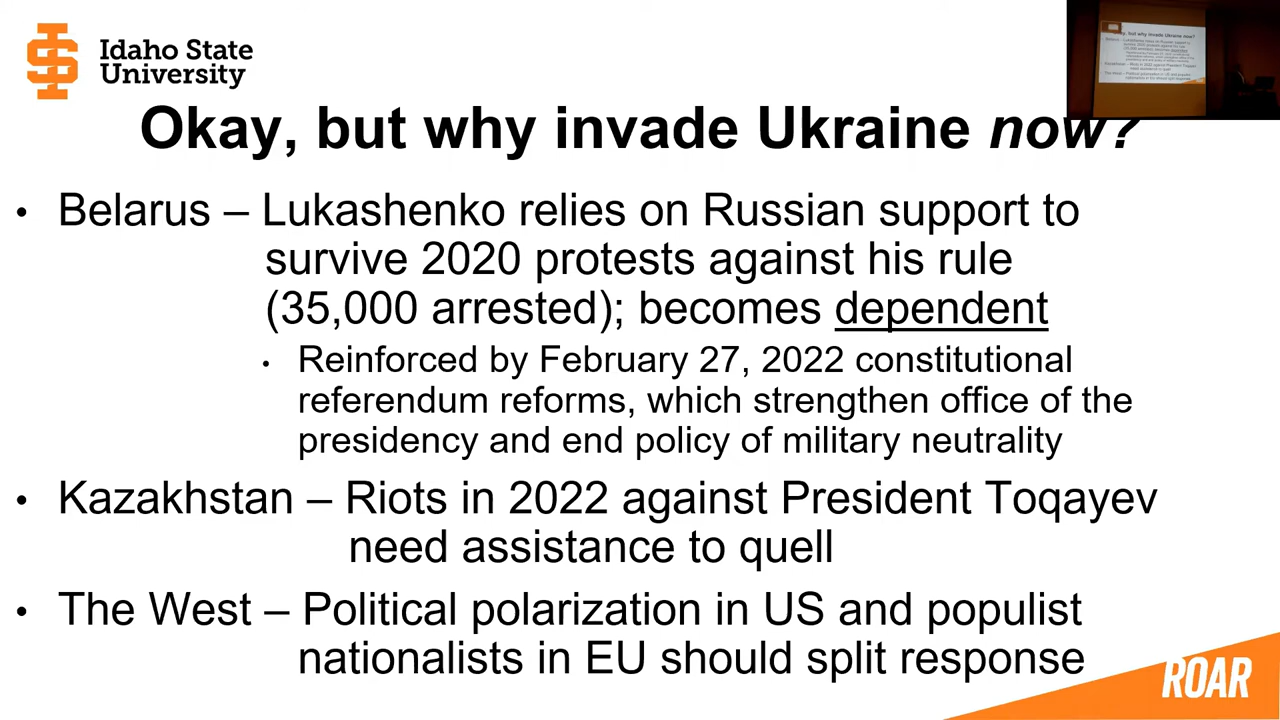 Idaho State
University
Okay, but why invade Ukraine now?
• Belarus – Lukashenko relies on Russian support to
survive 2020 protests against his rule
(35,000 arrested); becomes dependent
• Reinforced by February 27, 2022 constitutional
referendum reforms, which strengthen office of the
presidency and end policy of military neutrality
• Kazakhstan – Riots in 2022 against President Toqayev
need assistance to quell
• The West – Political polarization in US and populist
nationalists in EU should split response
ROAR